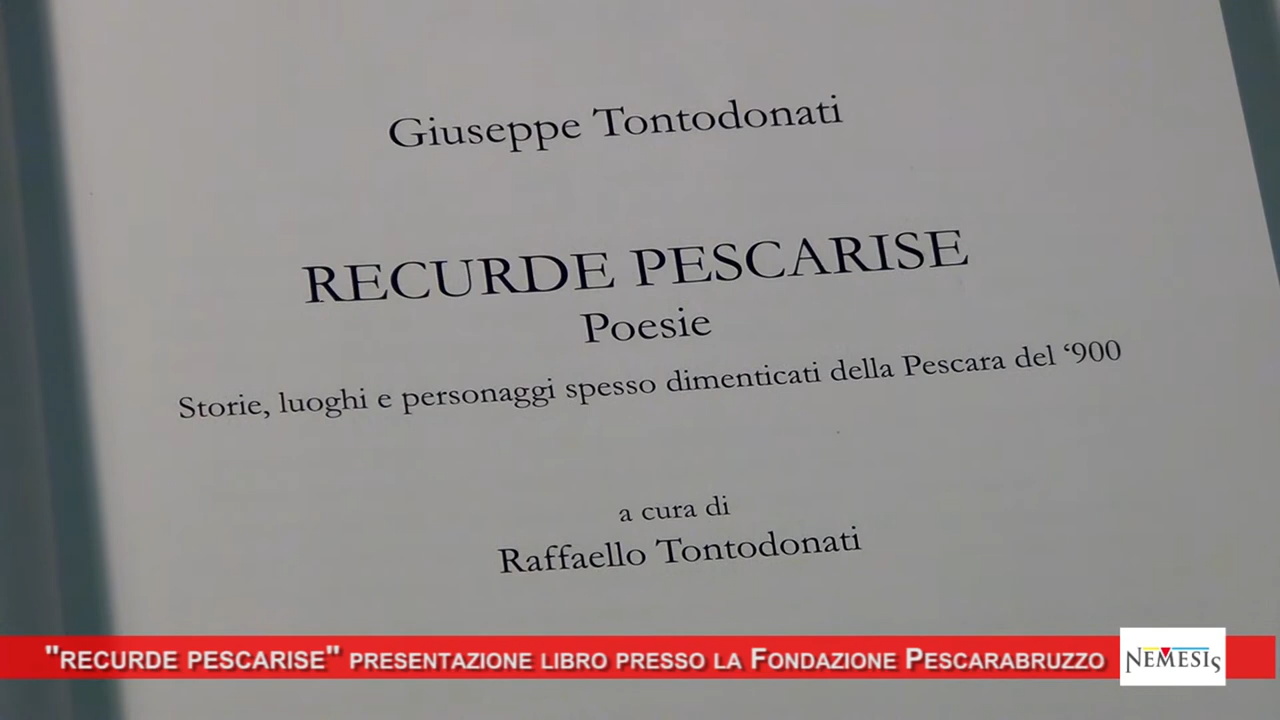 Giuseppe Tontodonati
RECURDE PESCARISE
Poesie
Storie, luoghi e personaggi spesso dimenticati della Pescara del ‘900
a cura di
Raffaello Tontodonati
"RECURDE PESCARISE" PRESENTAZIONE LIBRO PRESSO LA FONDAZIONE PESCARABRUZZO
NEMESIS